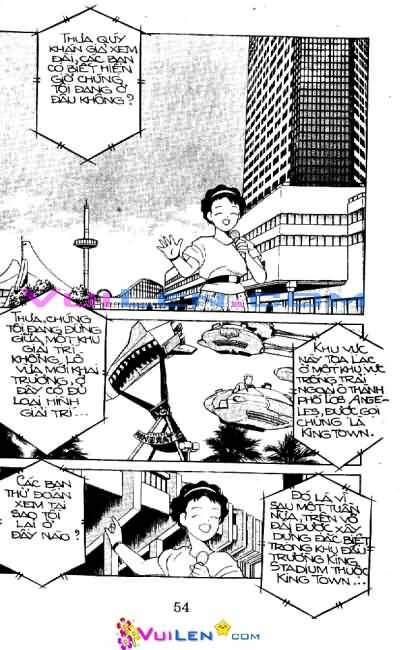 THƯA QUÝ
KHÁN GIẢ XEM
ĐÀI, CÁC BẠN
CÓ BIẾT HIỆN
GIỜ CHÚNG
TÔI ĐANG Ở
ĐÂU KHÔNG?
VUILEN.COM
THƯA, CHÚNG
TÔI ĐANG ĐỨNG
GIỮA MỘT KHU
GIẢI TRÍ
KHỔNG LỒ
VỪA MỚI KHAI
TRƯƠNG, Ở
ĐÂY CÓ ĐỦ
LOẠI HÌNH
GIẢI TRÍ...
KHU VỰC
NÀY TỌA LẠC
Ở MỘT KHU VỰC
TRỐNG TRẢI
NGOẠI Ô THÀNH
PHỐ LOS ANGE-
LES, ĐƯỢC GỌI
CHUNG LÀ
KING TOWN.
CÁC BẠN
THỬ ĐOÁN
XEM TẠI
SAO TÔI
LẠI Ở
ĐÂY NÀO?
ĐÓ LÀ VÌ
SAU MỘT TUẦN
NỮA, TRÊN VÕ
ĐÀI ĐƯỢC XÂY
DỰNG ĐẶC BIỆT
TRONG KHU ĐẤU
TRƯỜNG KING
STADIUM THUỘC
KING TOWN...
54
VUILEN.COM